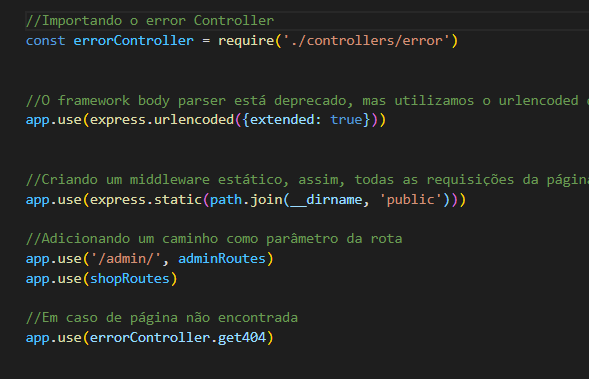 //Importando o error Controller
const errorController = require('./controllers/error')
//O framework body parser está deprecado, mas utilizamos o urlencoded
app.use(express.urlencoded({extended: true}))
//Criando um middleware estático, assim, todas as requisições da página
app.use(express.static(path.join(__dirname, 'public')))
//Adicionando um caminho como parâmetro da rota
app.use('/admin/', adminRoutes)
app.use(shopRoutes)
//Em caso de página não encontrada
app.use(errorController.get404)